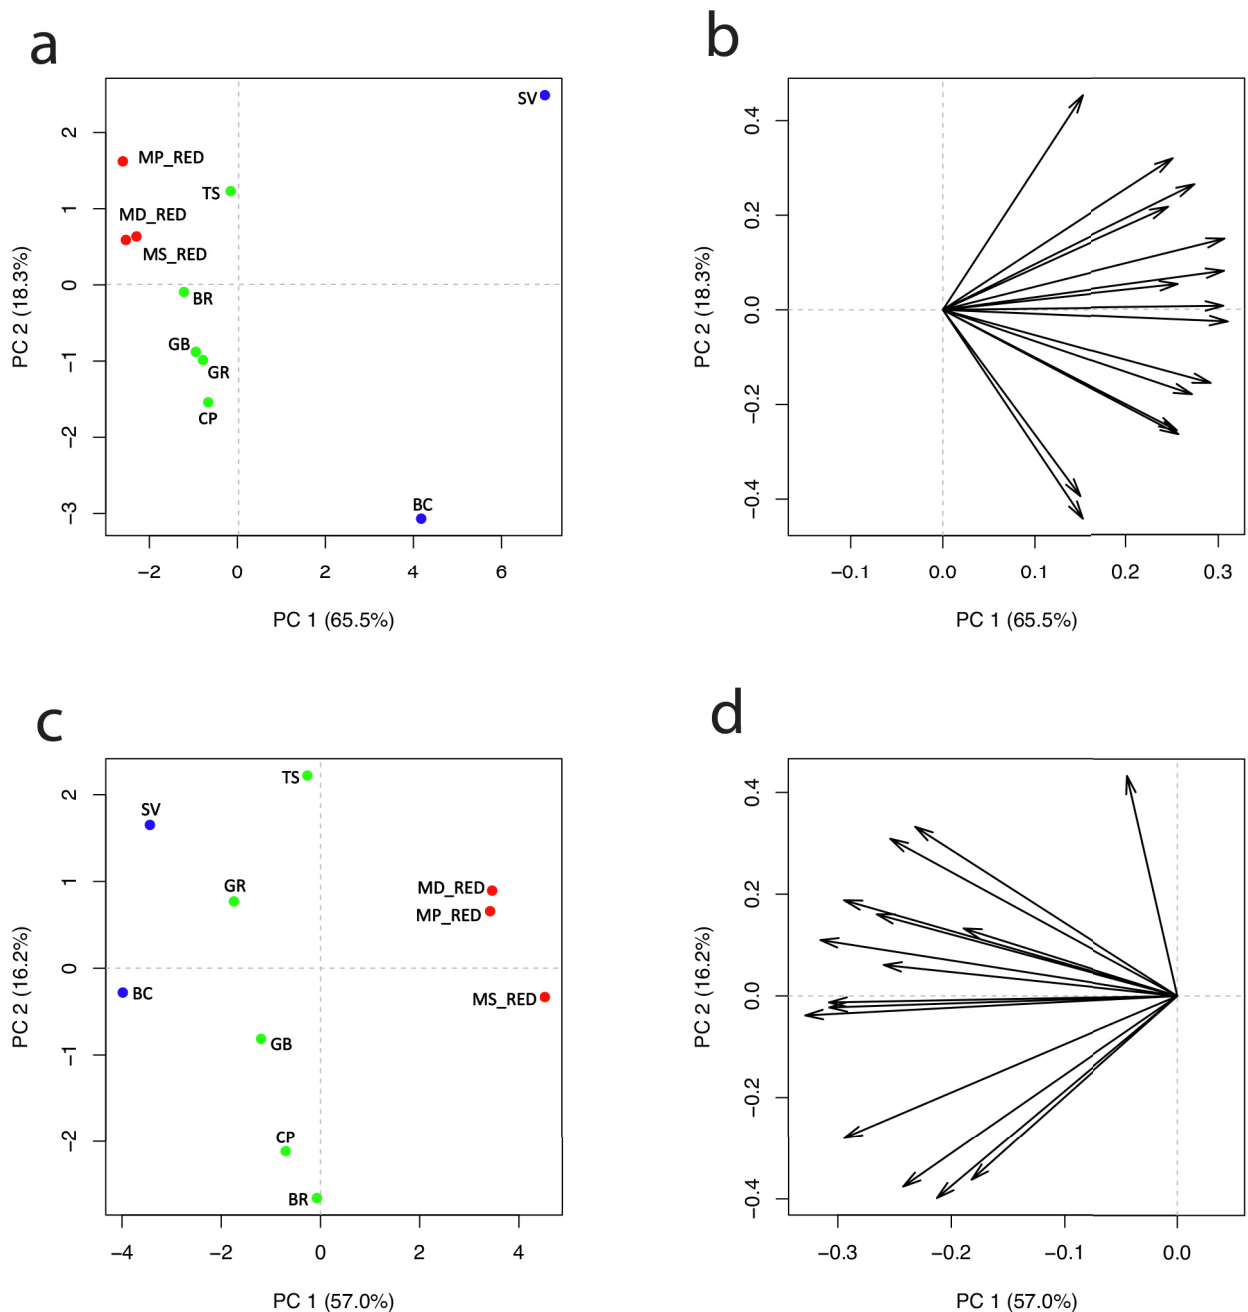 a
SV
MP_RED
TS
MD_RED
MS_RED
BR
GB
GR
CP
BC
2
1
0
−1
−2
−3
−2
0
2
4
6
PC 2 (18.3%)
PC 1 (65.5%)
b
0.4
0.2
0.0
−0.2
−0.4
−0.1
0.0
0.1
0.2
0.3
PC 2 (18.3%)
PC 1 (65.5%)
c
TS
SV
GR
MD_RED
MP_RED
BC
MS_RED
GB
CP
BR
2
1
0
−1
−2
−4
−2
0
2
4
PC 2 (16.2%)
PC 1 (57.0%)
d
0.4
0.2
0.0
−0.2
−0.4
−0.3
−0.2
−0.1
0.0
PC 2 (16.2%)
PC 1 (57.0%)